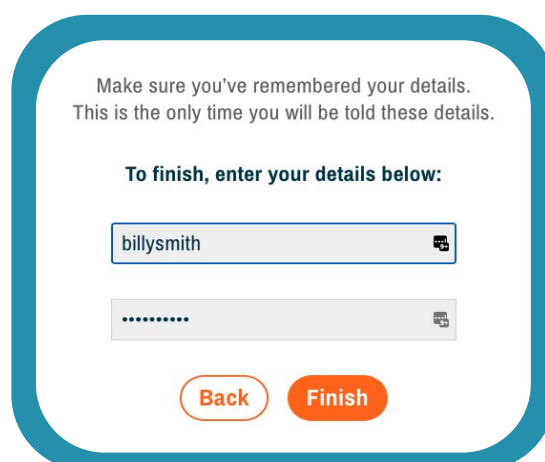 Make sure you’ve remembered your details.
This is the only time you will be told these details.
To finish, enter your details below:
billysmith
••••••••••
Back
Finish